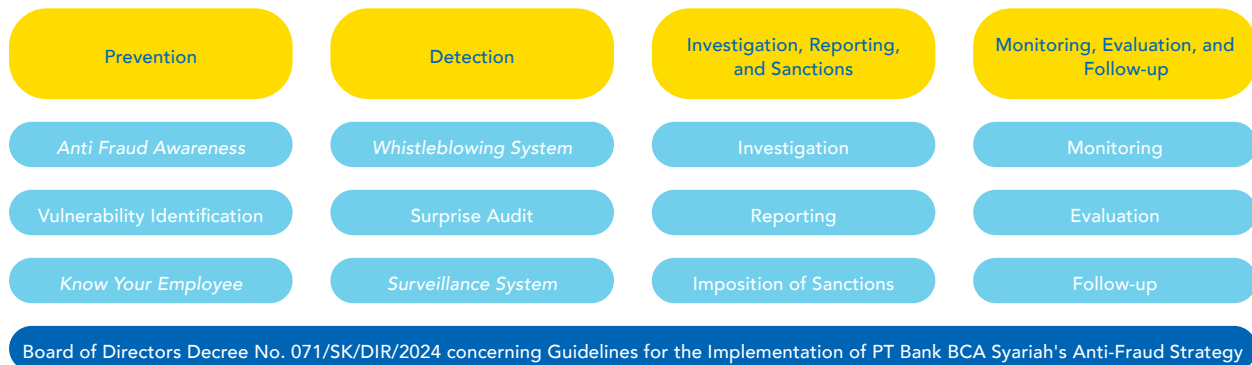 Prevention
Detection
Investigation, Reporting,
and Sanctions
Monitoring, Evaluation, and
Follow-up
Anti Fraud Awareness
Whistleblowing System
Investigation
Monitoring
Vulnerability Identification
Surprise Audit
Reporting
Evaluation
Know Your Employee
Surveillance System
Imposition of Sanctions
Follow-up
Board of Directors Decree No. 071/SK/DIR/2024 concerning Guidelines for the Implementation of PT Bank BCA Syariah's Anti-Fraud Strategy